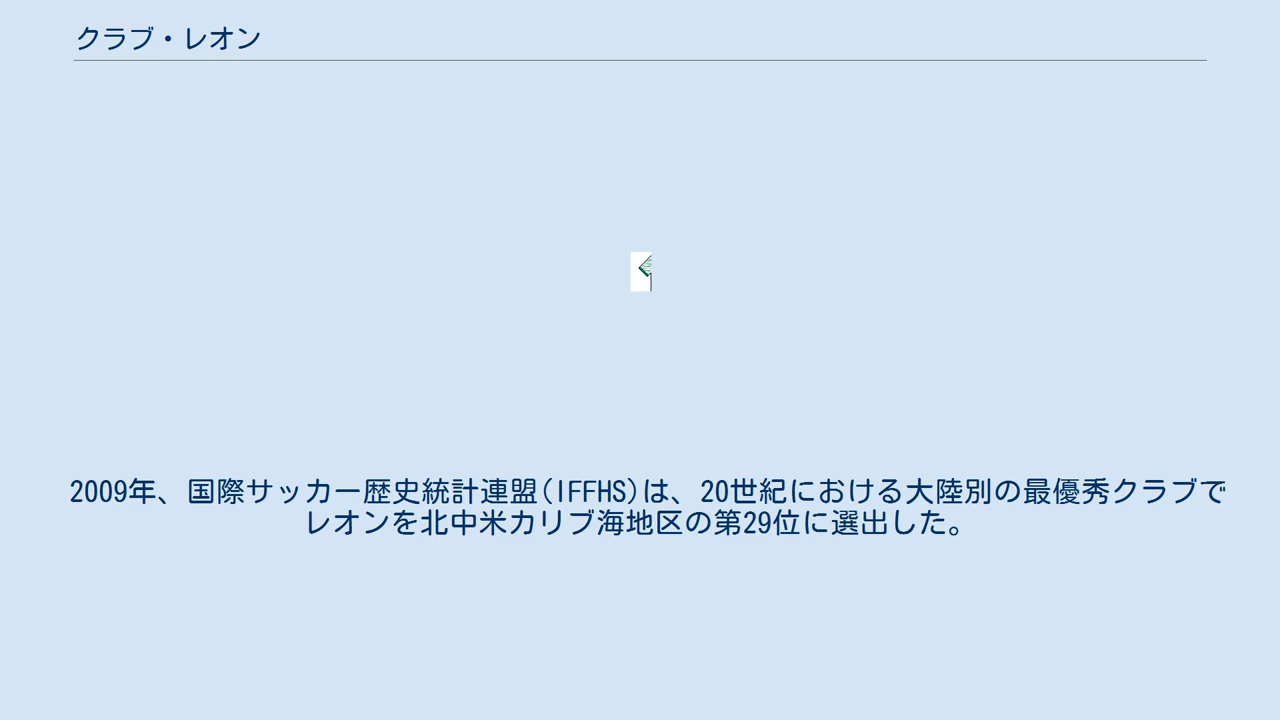 クラブ・レオン
2009年、国際サッカー歴史統計連盟(IFFHS)は、20世紀における大陸別の最優秀クラブで
レオンを北中米カリブ海地区の第29位に選出した。